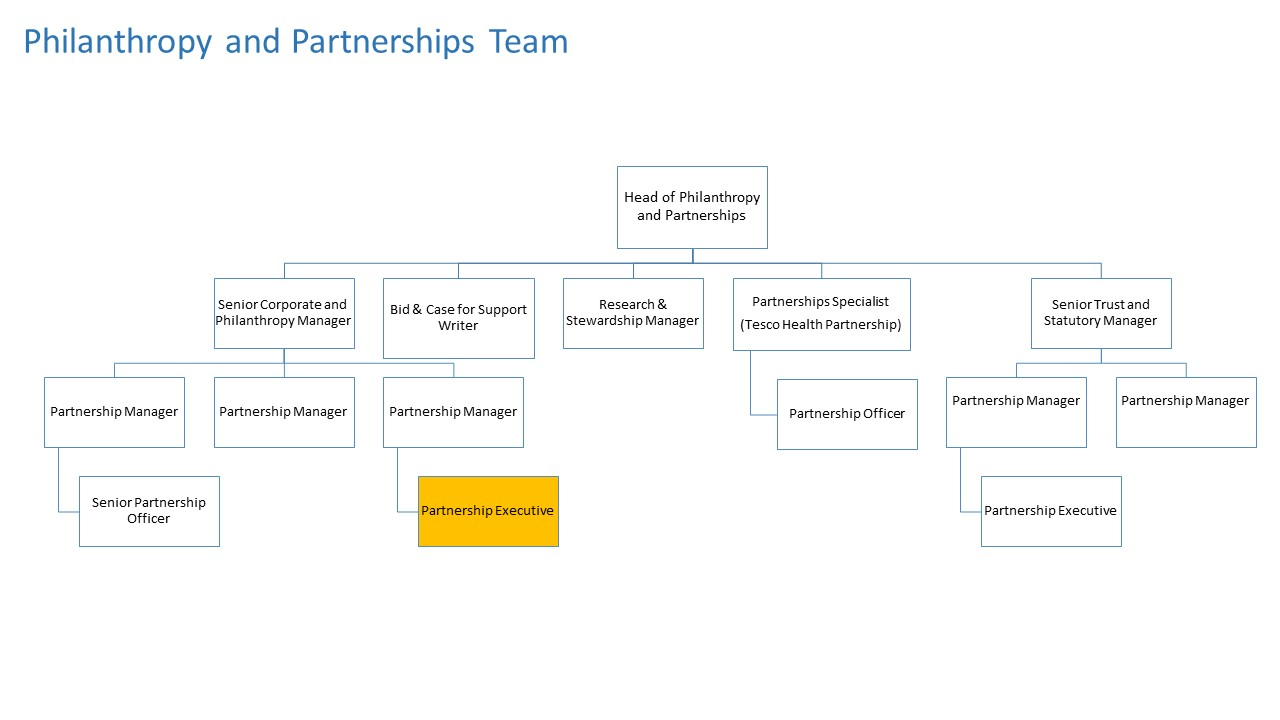 Philanthropy and Partnerships Team
Head of Philanthropy
and Partnerships
Senior Corporate and
Philanthropy Manager
Bid & Case for Support
Writer
Research &
Stewardship Manager
Partnerships Specialist
(Tesco Health Partnership)
Senior Trust and
Statutory Manager
Partnership Manager
Partnership Manager
Partnership Manager
Partnership Officer
Partnership Manager
Partnership Manager
Senior Partnership
Officer
Partnership Executive
Partnership Executive